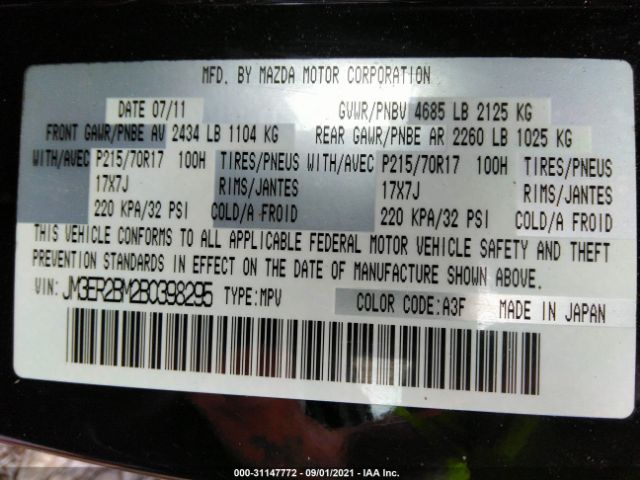 MFD. BY MAZDA MOTOR CORPORATION
DATE 07/11 GVWR/PNBV 4685 LB 2125 KG
FRONT GAWR/PNBE AV 2434 LB 1104 KG REAR GAWR/PNBE AR 2260 LB 1025 KG
WITH/AVEC P215/70R17 100H TIRES/PNEUS WITH/AVEC P215/70R17 100H TIRES/PNEUS
17X7J RIMS/JANTES 17X7J RIMS/JANTES
220 KPA/32 PSI COLD/A FROID 220 KPA/32 PSI COLD/A FROID
THIS VEHICLE CONFORMS TO ALL APPLICABLE FEDERAL MOTOR VEHICLE SAFETY AND THEFT
PREVENTION STANDARDS IN EFFECT ON THE DATE OF MANUFACTURE SHOWN ABOVE.
VIN: JM3ER2BM2B0398295 TYPE:MPV COLOR CODE:A3F MADE IN JAPAN
000-31147772 - 09/01/2021 - IAA Inc.